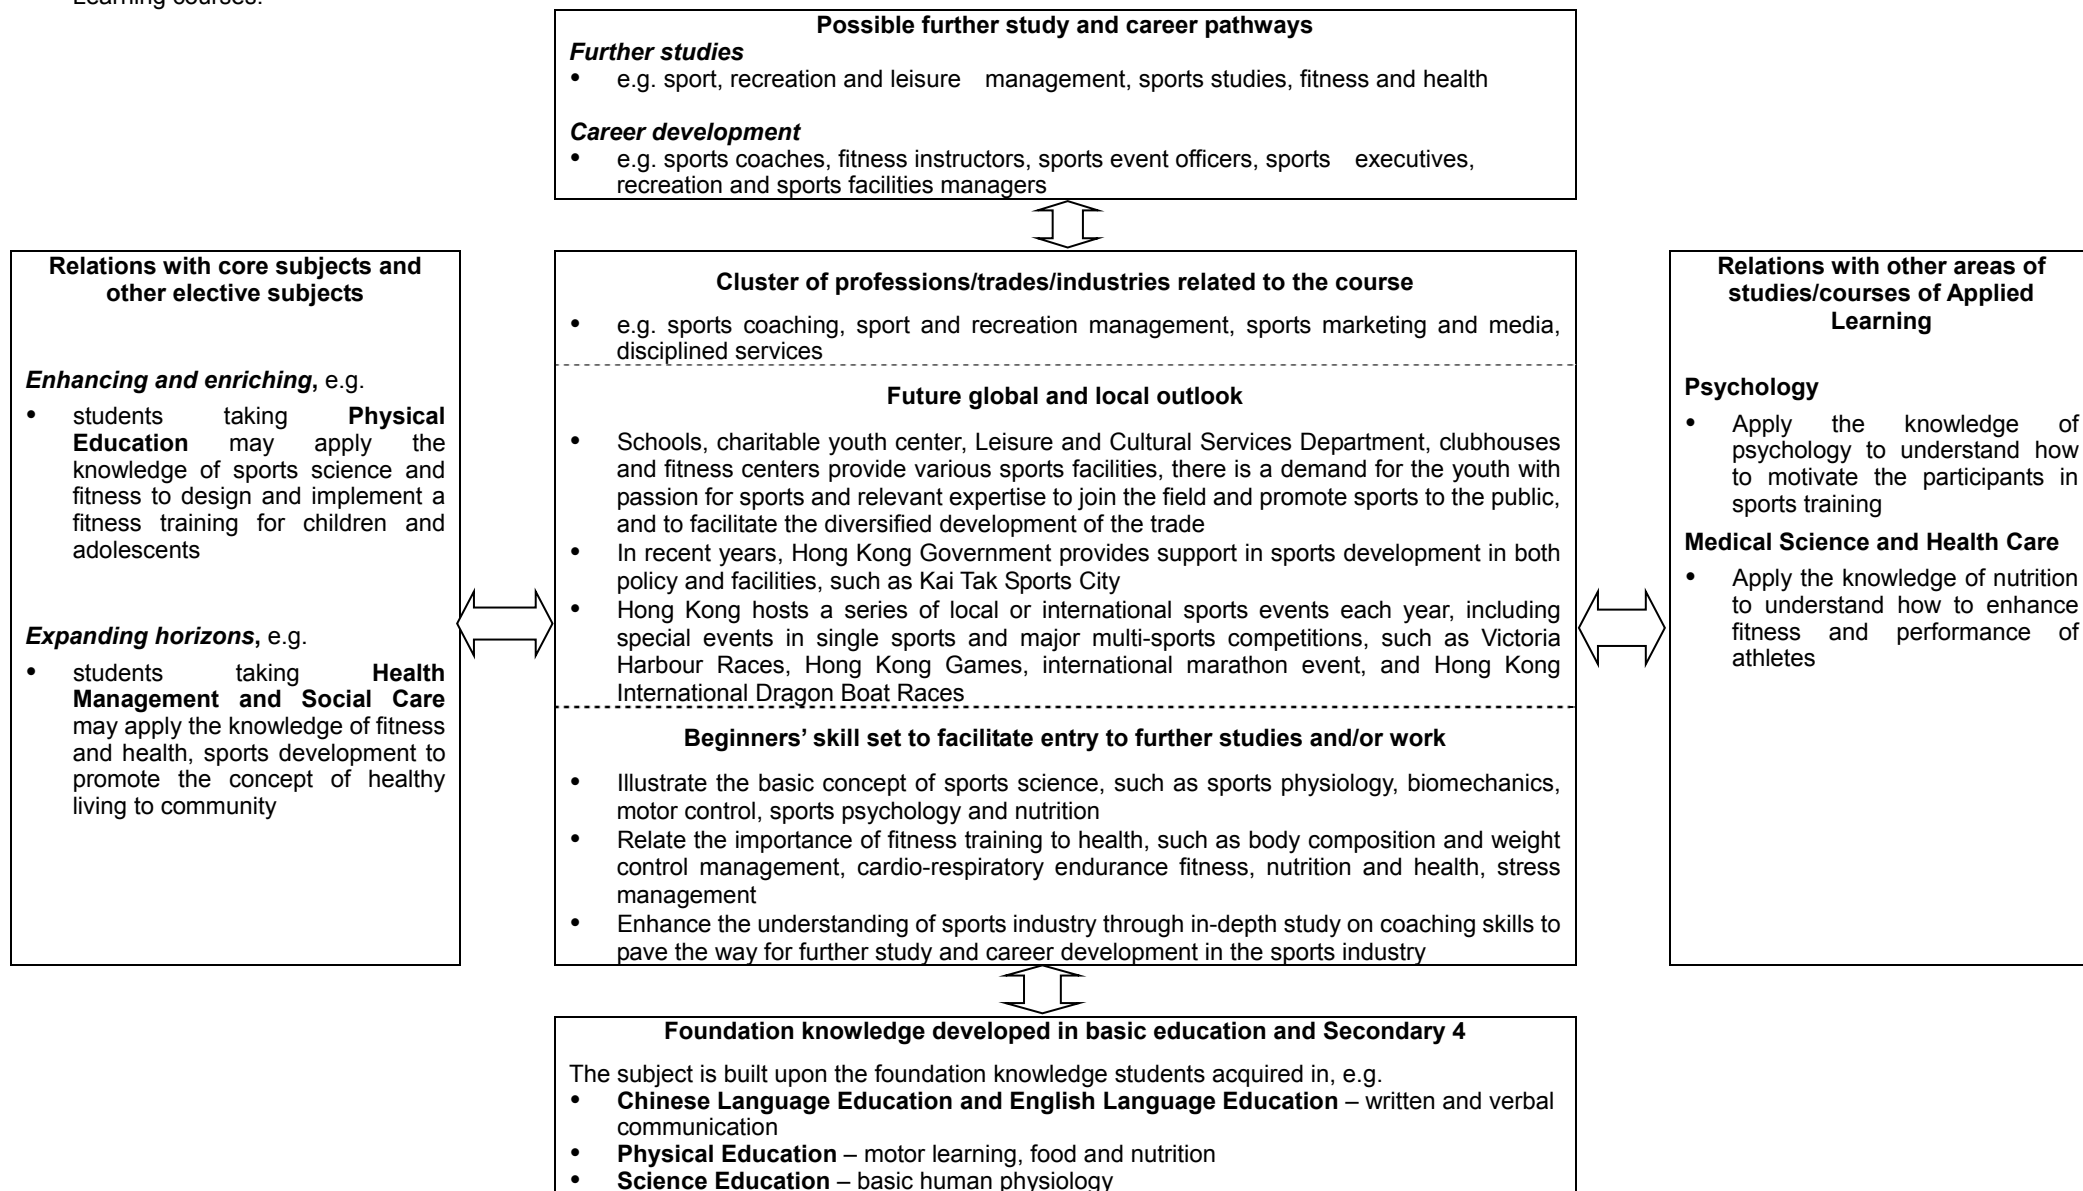 Learning courses.
Possible further study and career pathways
Further studies
• e.g. sport, recreation and leisure management, sports studies, fitness and health
Career development
• e.g. sports coaches, fitness instructors, sports event officers, sports executives,
recreation and sports facilities managers
Relations with core subjects and
other elective subjects
Enhancing and enriching, e.g.
• students taking Physical
Education may apply the
knowledge of sports science and
fitness to design and implement a
fitness training for children and
adolescents
Expanding horizons, e.g.
• students taking Health
Management and Social Care
may apply the knowledge of fitness
and health, sports development to
promote the concept of healthy
living to community
Cluster of professions/trades/industries related to the course
• e.g. sports coaching, sport and recreation management, sports marketing and media,
disciplined services
Future global and local outlook
• Schools, charitable youth center, Leisure and Cultural Services Department, clubhouses
and fitness centers provide various sports facilities, there is a demand for the youth with
passion for sports and relevant expertise to join the field and promote sports to the public,
and to facilitate the diversified development of the trade
• In recent years, Hong Kong Government provides support in sports development in both
policy and facilities, such as Kai Tak Sports City
• Hong Kong hosts a series of local or international sports events each year, including
special events in single sports and major multi-sports competitions, such as Victoria
Harbour Races, Hong Kong Games, international marathon event, and Hong Kong
International Dragon Boat Races
Beginners’ skill set to facilitate entry to further studies and/or work
• Illustrate the basic concept of sports science, such as sports physiology, biomechanics,
motor control, sports psychology and nutrition
• Relate the importance of fitness training to health, such as body composition and weight
control management, cardio-respiratory endurance fitness, nutrition and health, stress
management
• Enhance the understanding of sports industry through in-depth study on coaching skills to
pave the way for further study and career development in the sports industry
Relations with other areas of
studies/courses of Applied
Learning
Psychology
• Apply the knowledge of
psychology to understand how
to motivate the participants in
sports training
Medical Science and Health Care
• Apply the knowledge of nutrition
to understand how to enhance
fitness and performance of
athletes
Foundation knowledge developed in basic education and Secondary 4
The subject is built upon the foundation knowledge students acquired in, e.g.
• Chinese Language Education and English Language Education – written and verbal
communication
• Physical Education – motor learning, food and nutrition
• Science Education – basic human physiology